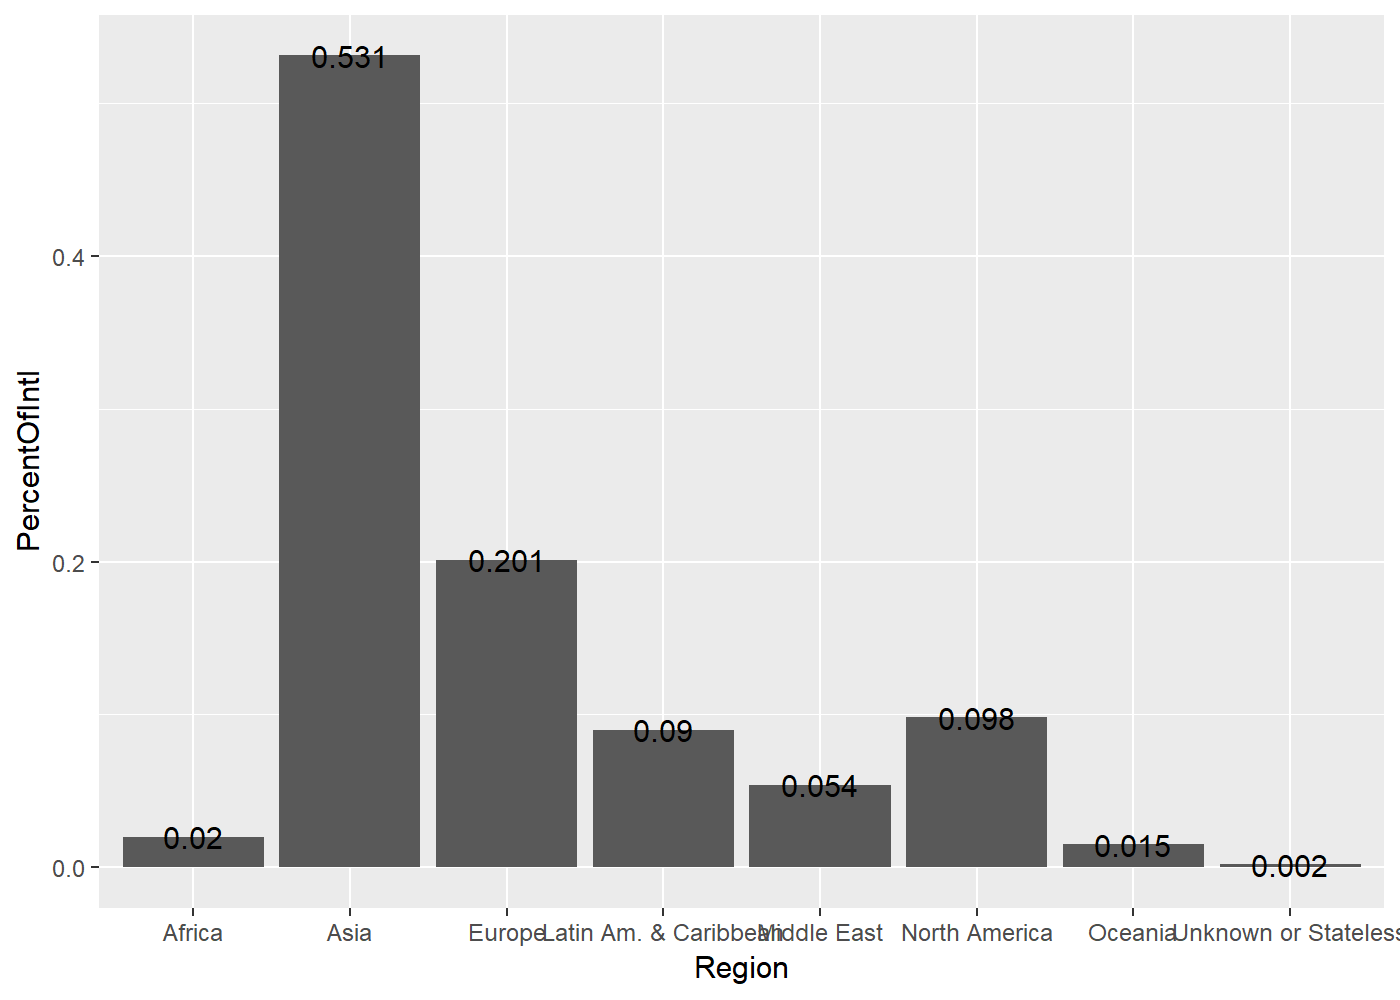 PercentOfIntl
0.4
0.2
0.0
0.531
0.201
0.098
0.09
0.054
0.02
0.015
0.002
Africa
Asia
Europe
Latin Am. & Caribbean
Middle East
North America
Oceania
Unknown or Stateless
Region